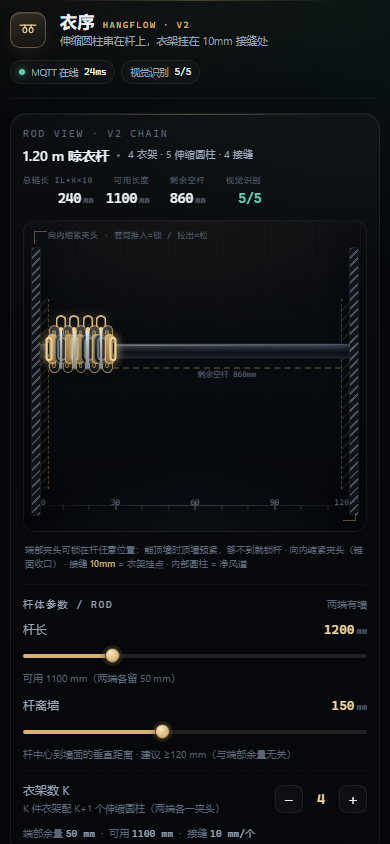 衣序 HANGFLOW · V2
伸缩圆柱串在杆上，衣架挂在 10mm 接缝处
MQTT 在线 24ms 视觉识别 5/5
ROD VIEW · V2 CHAIN
1.20 m 晾衣杆 · 4 衣架 · 5 伸缩圆柱 · 4 接缝
总链长 ΣL+K×10 可用长度 剩余空杆 视觉识别
240mm 1100mm 860mm 5/5
向内缩紧夹头 · 套筒推入=锁 / 拉出=松
剩余空杆 860mm
0 30 60 90 120
端部夹头可锁在杆任意位置；能顶墙时顶墙预紧，够不到就锁杆 · 向内缩紧夹头（锥
面收口） · 接缝 10mm = 衣架挂点 · 内部圆柱 = 净风道
杆体参数 / ROD 两端有墙
杆长 1200mm
可用 1100 mm（两端各留 50 mm）
杆离墙 150mm
杆中心到墙面的垂直距离 · 建议 ≥120 mm（与端部余量无关）
衣架数 K − 4 +
K 件衣架配 K+1 个伸缩圆柱（两端各一夹头）
端部余量 50 mm · 可用 1100 mm · 接缝 10 mm/个